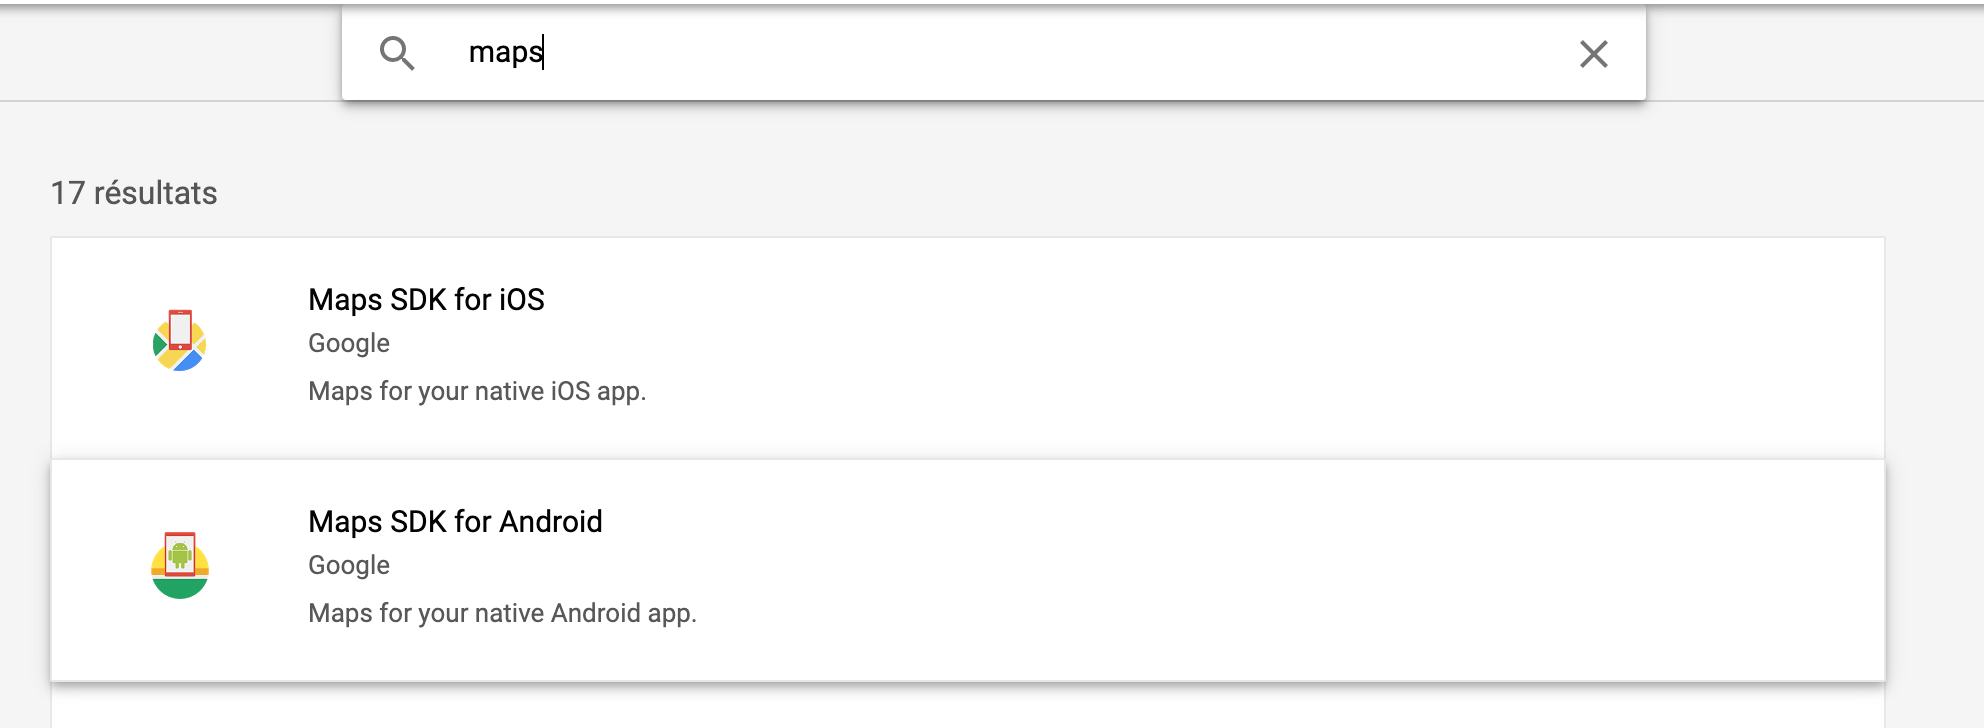 maps
17 résultats
Maps SDK for iOS
Google
Maps for your native iOS app.
Maps SDK for Android
Google
Maps for your native Android app.